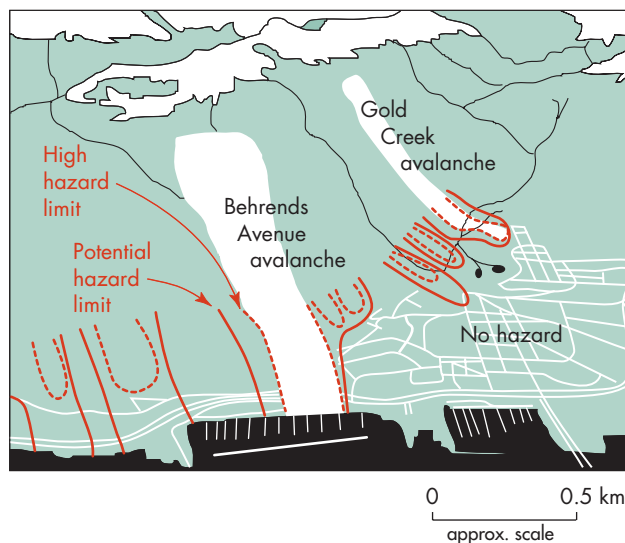 Gold
Creek
avalanche
High
hazard
limit
Behrends
Avenue
avalanche
Potential
hazard
limit
No hazard
0 0.5 km
approx. scale